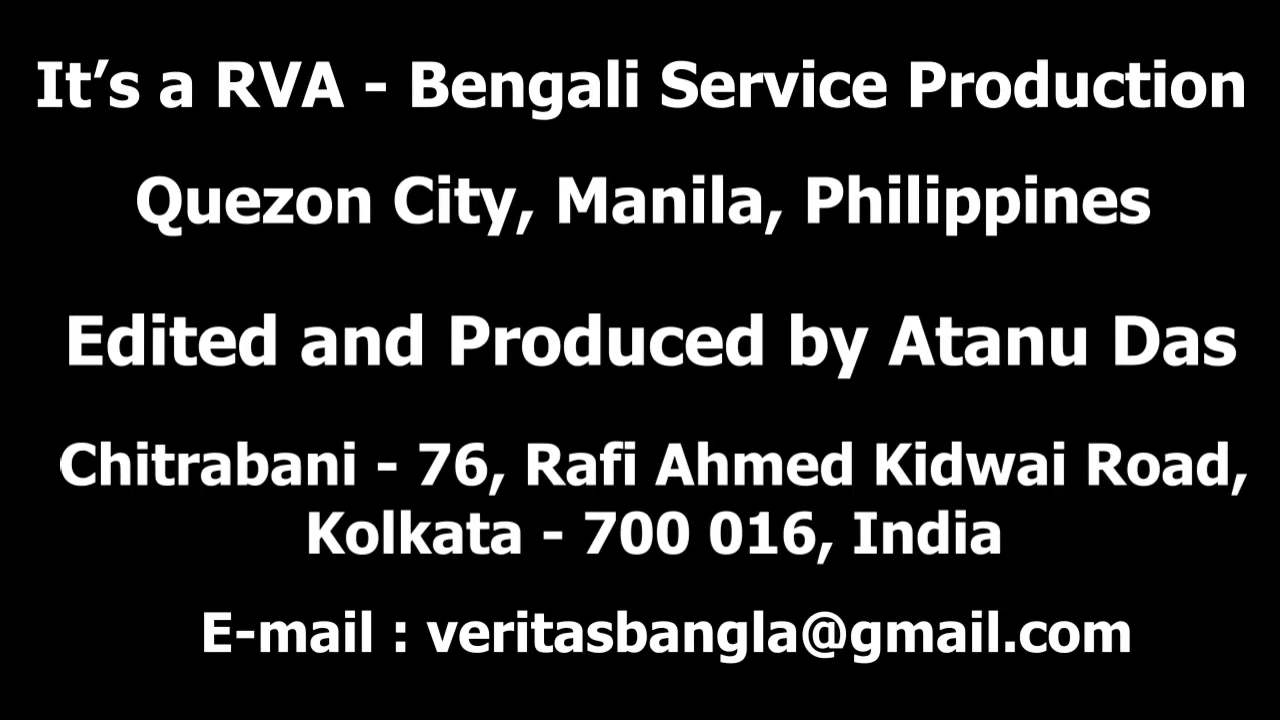 It’s a RVA - Bengali Service Production
Quezon City, Manila, Philippines
Edited and Produced by Atanu Das
Chitrabani - 76, Rafi Ahmed Kidwai Road,
Kolkata - 700 016, India
E-mail : veritasbangla@gmail.com